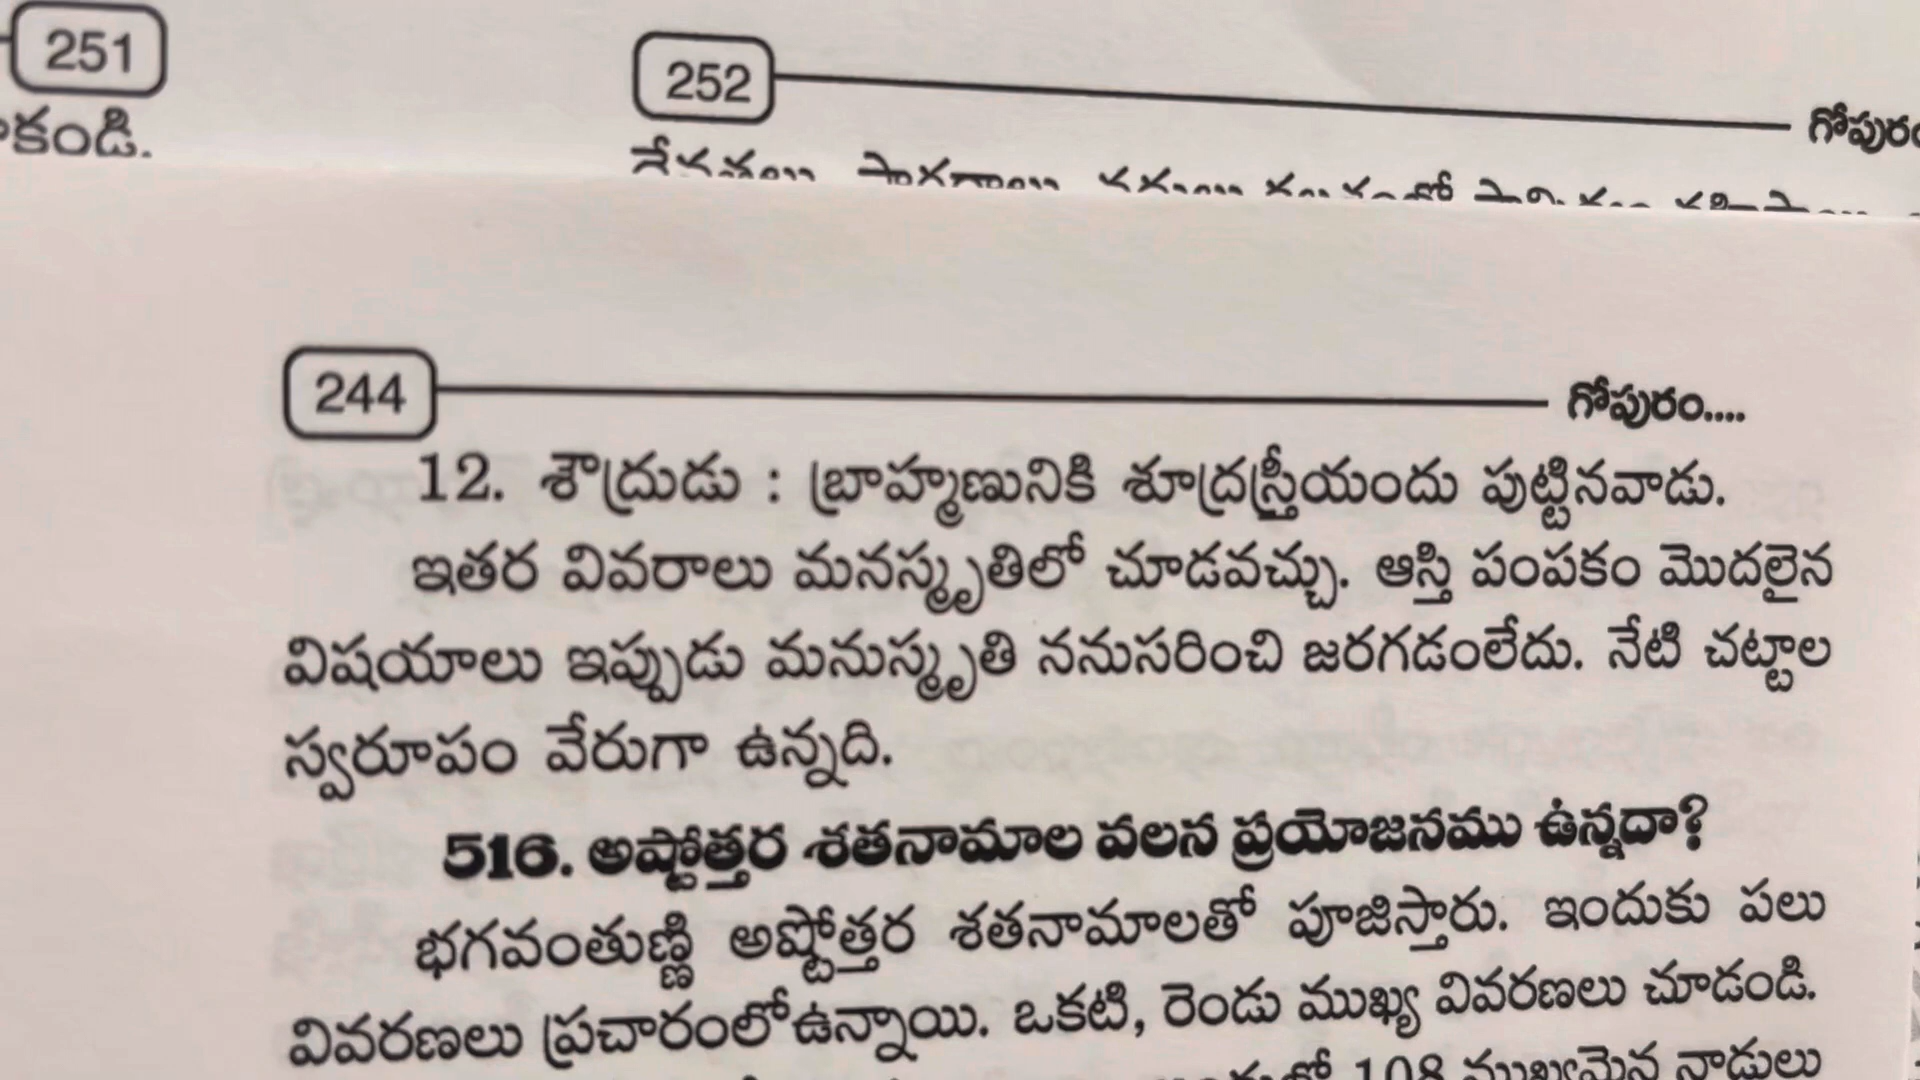 251
కండి.
252 గోపురం
244 గోపురం....
12. శౌద్రుడు : బ్రాహ్మణునికి శూద్రస్త్రీయందు పుట్టినవాడు.
ఇతర వివరాలు మనస్మృతిలో చూడవచ్చు. ఆస్తి పంపకం మొదలైన
విషయాలు ఇప్పుడు మనుస్మృతి ననుసరించి జరగడంలేదు. నేటి చట్టాల
స్వరూపం వేరుగా ఉన్నది.
516. అష్టోత్తర శతనామాల వలన ప్రయోజనము ఉన్నదా?
భగవంతుణ్ణి అష్టోత్తర శతనామాలతో పూజిస్తారు. ఇందుకు పలు
వివరణలు ప్రచారంలోఉన్నాయి. ఒకటి, రెండు ముఖ్య వివరణలు చూడండి.
108 ముఖ్యమైన నాడులు